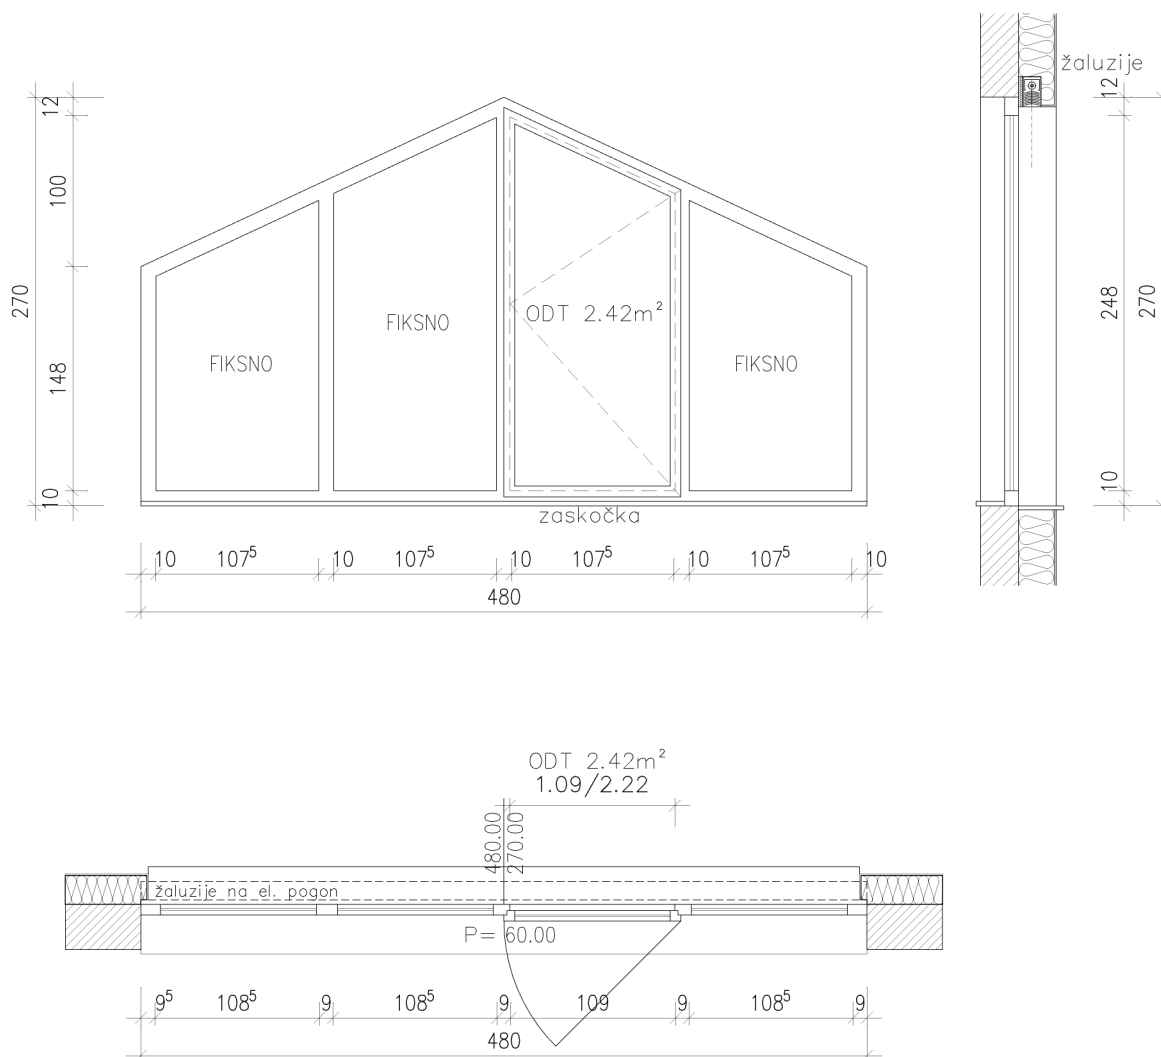 žaluzije
12
100
270
148
10
FIKSNO
FIKSNO
ODT 2.42m²
FIKSNO
zaskočka
12
248
270
10
10 107⁵ 10 107⁵ 10 107⁵ 10 107⁵ 10
480
ODT 2.42m²
1.09/2.22
480.00
270.00
žaluzije na el. pogon
P= 60.00
9⁵ 108⁵ 9 108⁵ 9 109 9 108⁵ 9
480